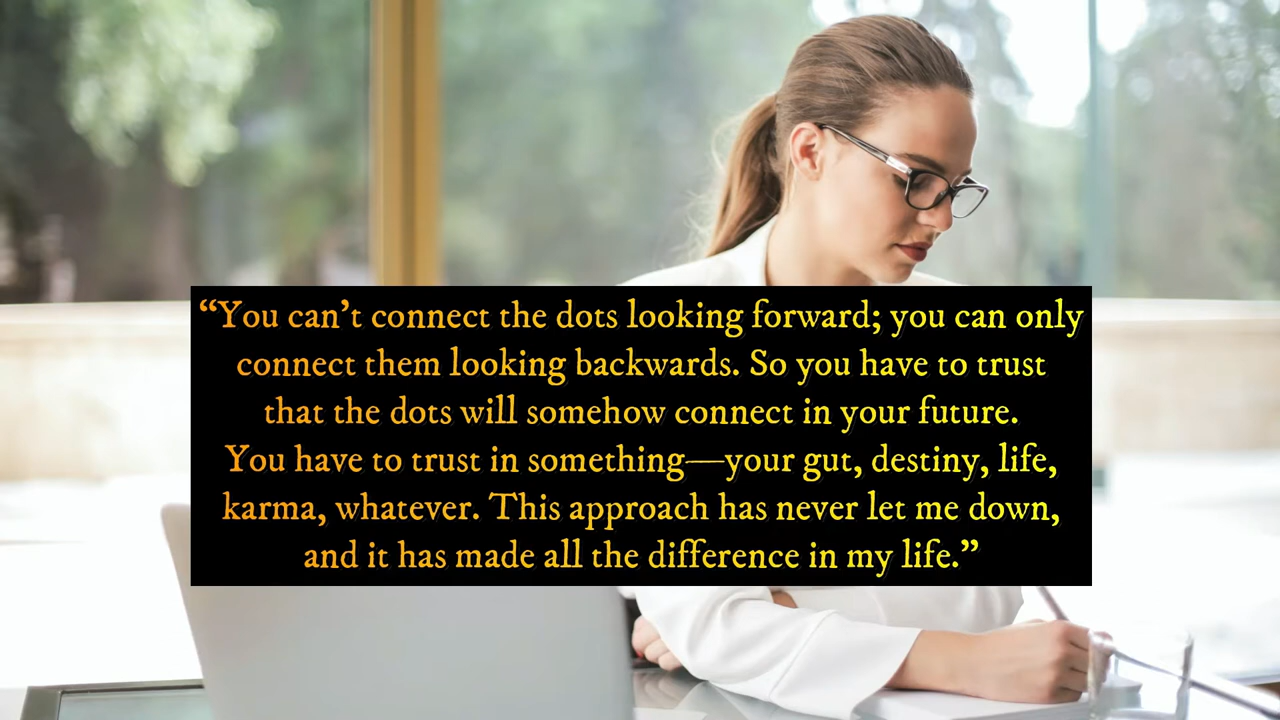 “You can’t connect the dots looking forward; you can only
connect them looking backwards. So you have to trust
that the dots will somehow connect in your future.
You have to trust in something—your gut, destiny, life,
karma, whatever. This approach has never let me down,
and it has made all the difference in my life.”